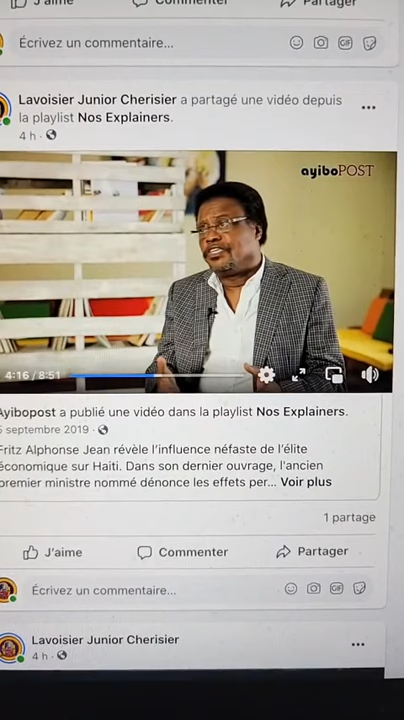 J'aime Commenter Partager
Écrivez un commentaire... GIF
Lavoisier Junior Cherisier a partagé une vidéo depuis
la playlist Nos Explainers.
4 h ·
ayiboPOST
4:16 / 8:51
Ayibopost a publié une vidéo dans la playlist Nos Explainers.
5 septembre 2019 ·
Fritz Alphonse Jean révèle l'influence néfaste de l'élite
économique sur Haiti. Dans son dernier ouvrage, l'ancien
premier ministre nommé dénonce les effets per... Voir plus
1 partage
J'aime Commenter Partager
Écrivez un commentaire... GIF
Lavoisier Junior Cherisier
4 h ·